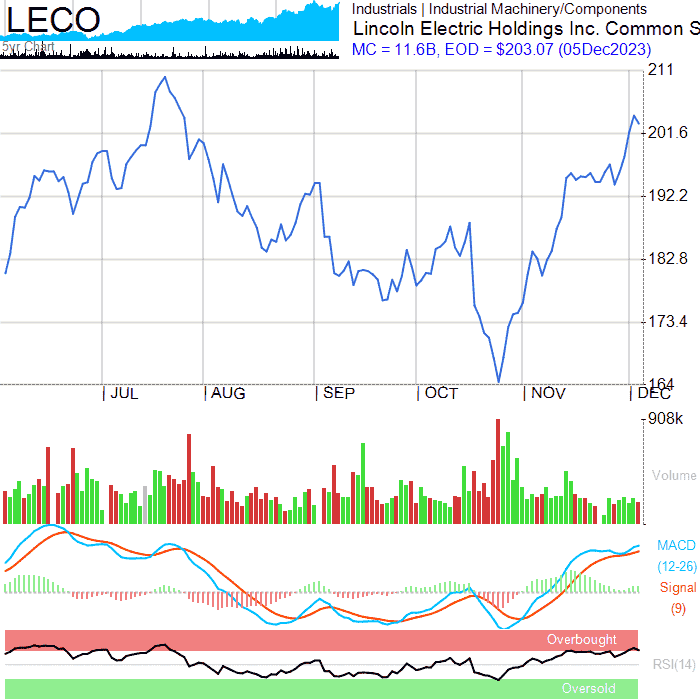 LECO
5yr Chart
Industrials | Industrial Machinery/Components
Lincoln Electric Holdings Inc. Common S
MC = 11.6B, EOD = $203.07 (05Dec2023)
211
201.6
192.2
182.8
173.4
164
JUL AUG SEP OCT NOV DEC
908k
Volume
MACD
(12-26)
Signal
(9)
Overbought
RSI(14)
Oversold